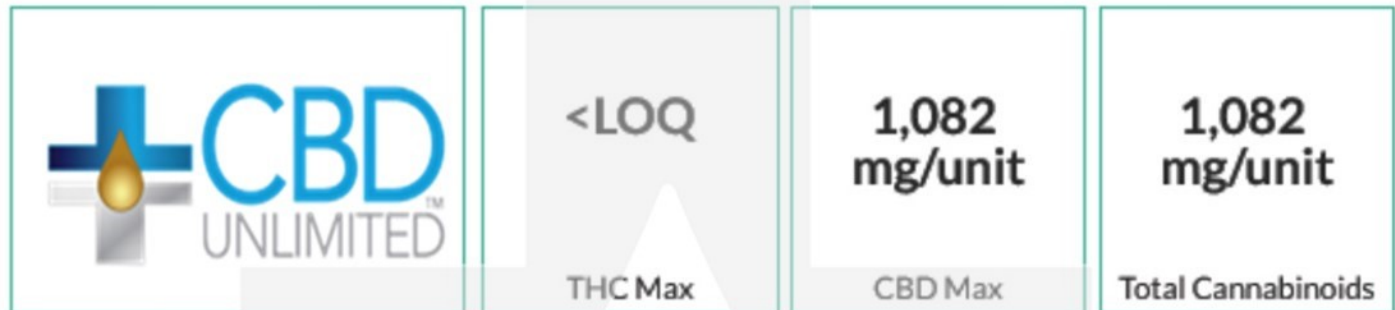 CBD
UNLIMITED
™
<LOQ
THC Max
1,082
mg/unit
CBD Max
1,082
mg/unit
Total Cannabinoids